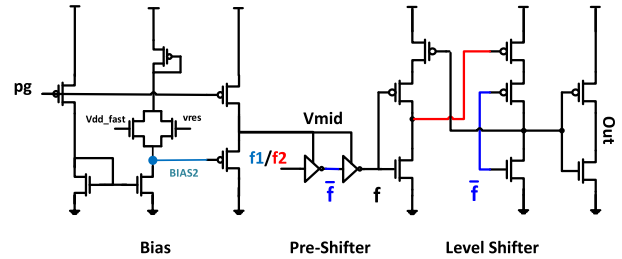 pg
Vdd_fast
vres
Vmid
BIAS2
f1/f2
f̅
f
f̅
Out
Bias
Pre-Shifter
Level Shifter